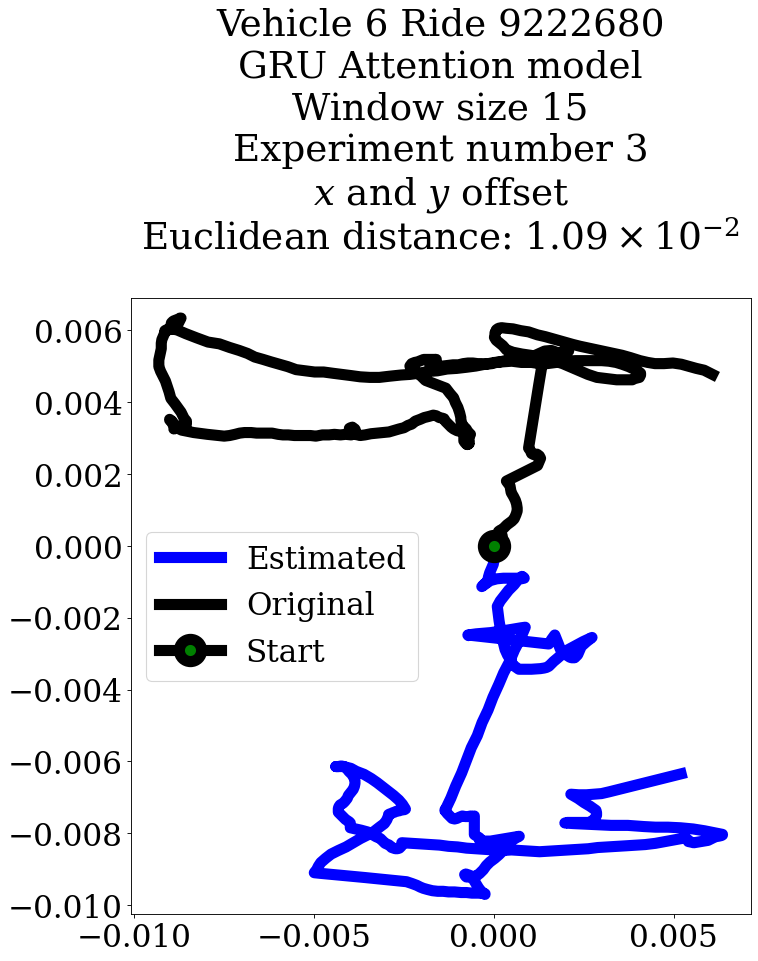 Vehicle 6 Ride 9222680
GRU Attention model
Window size 15
Experiment number 3
x and y offset
Euclidean distance: 1.09 × 10⁻²
0.006
0.004
0.002
0.000
−0.002
−0.004
−0.006
−0.008
−0.010
Estimated
Original
Start
−0.010 −0.005 0.000 0.005